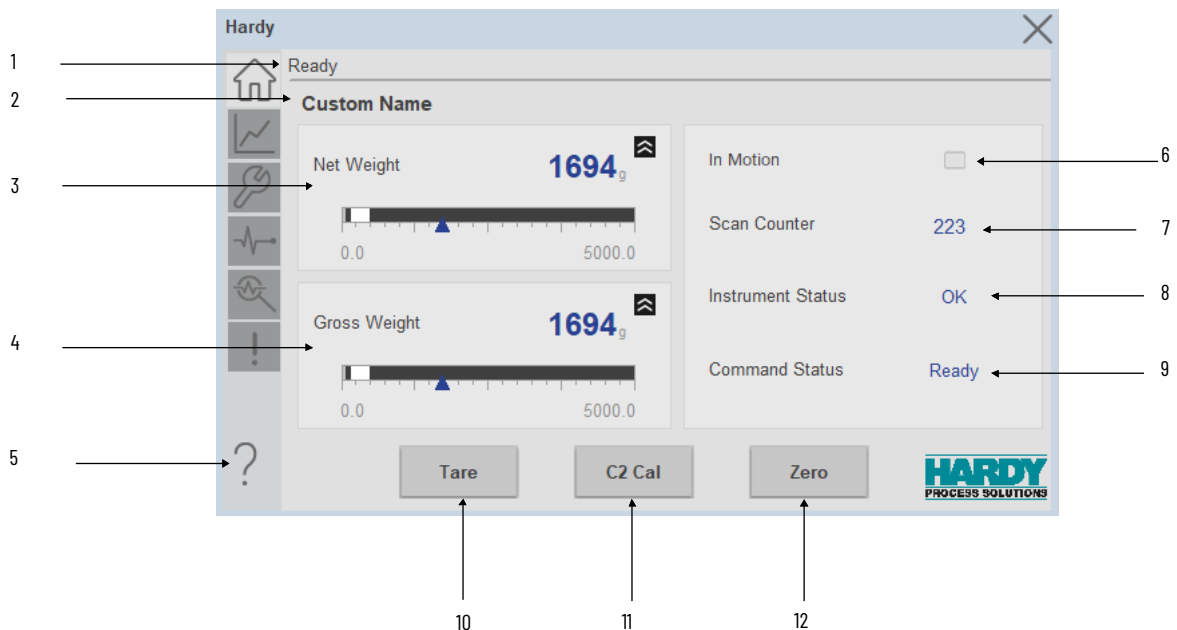 Hardy
1
Ready
2
Custom Name
3
Net Weight
1694 g
0.0 5000.0
4
Gross Weight
1694 g
0.0 5000.0
In Motion
6
Scan Counter
223
7
Instrument Status
OK
8
Command Status
Ready
9
5
?
Tare
C2 Cal
Zero
HARDY
PROCESS SOLUTIONS
10
11
12